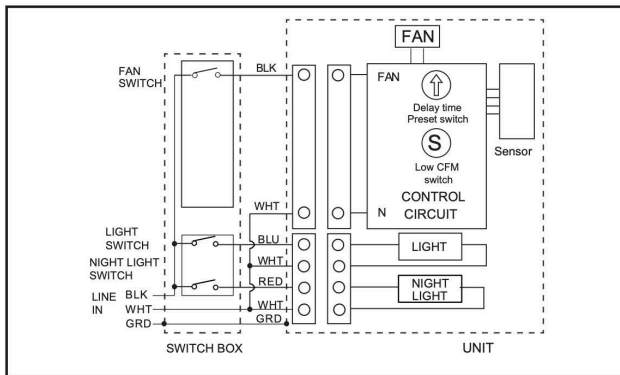 FAN
FAN
SWITCH
BLK
FAN
Delay time
Preset switch
S
Low CFM
switch
Sensor
WHT
N
CONTROL
CIRCUIT
LIGHT
SWITCH
BLU
LIGHT
NIGHT LIGHT
SWITCH
WHT
RED
NIGHT
LIGHT
LINE
IN
BLK
WHT
WHT
GRD
GRD
SWITCH BOX
UNIT